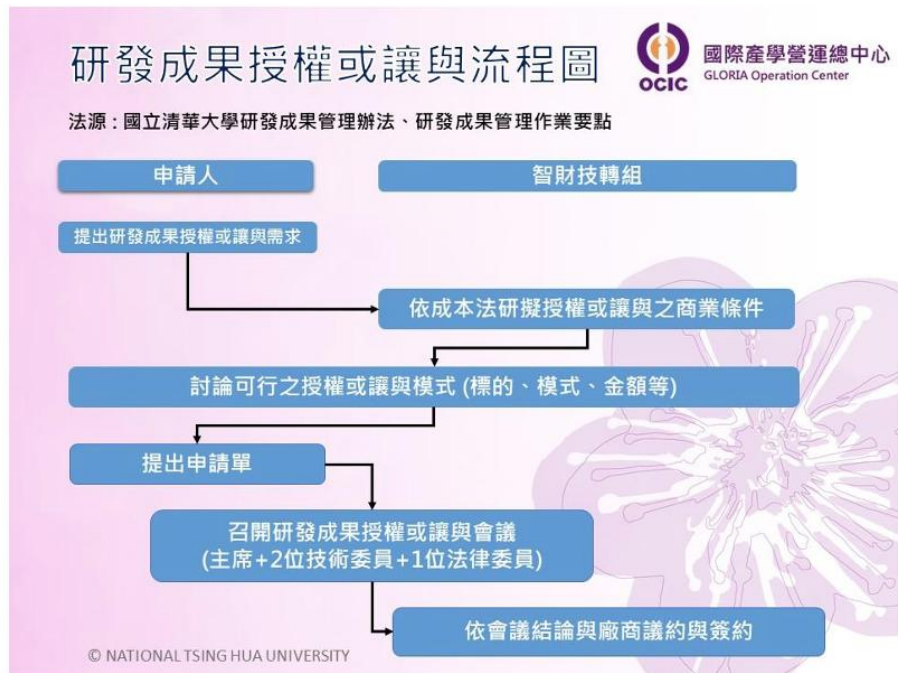 研發成果授權或讓與流程圖
OCIC
國際產學營運總中心
GLORIA Operation Center
法源：國立清華大學研發成果管理辦法、研發成果管理作業要點
申請人
智財技轉組
提出研發成果授權或讓與需求
依成本法研擬授權或讓與之商業條件
討論可行之授權或讓與模式 (標的、模式、金額等)
提出申請單
召開研發成果授權或讓與會議
(主席+2位技術委員+1位法律委員)
依會議結論與廠商議約與簽約
© NATIONAL TSING HUA UNIVERSITY